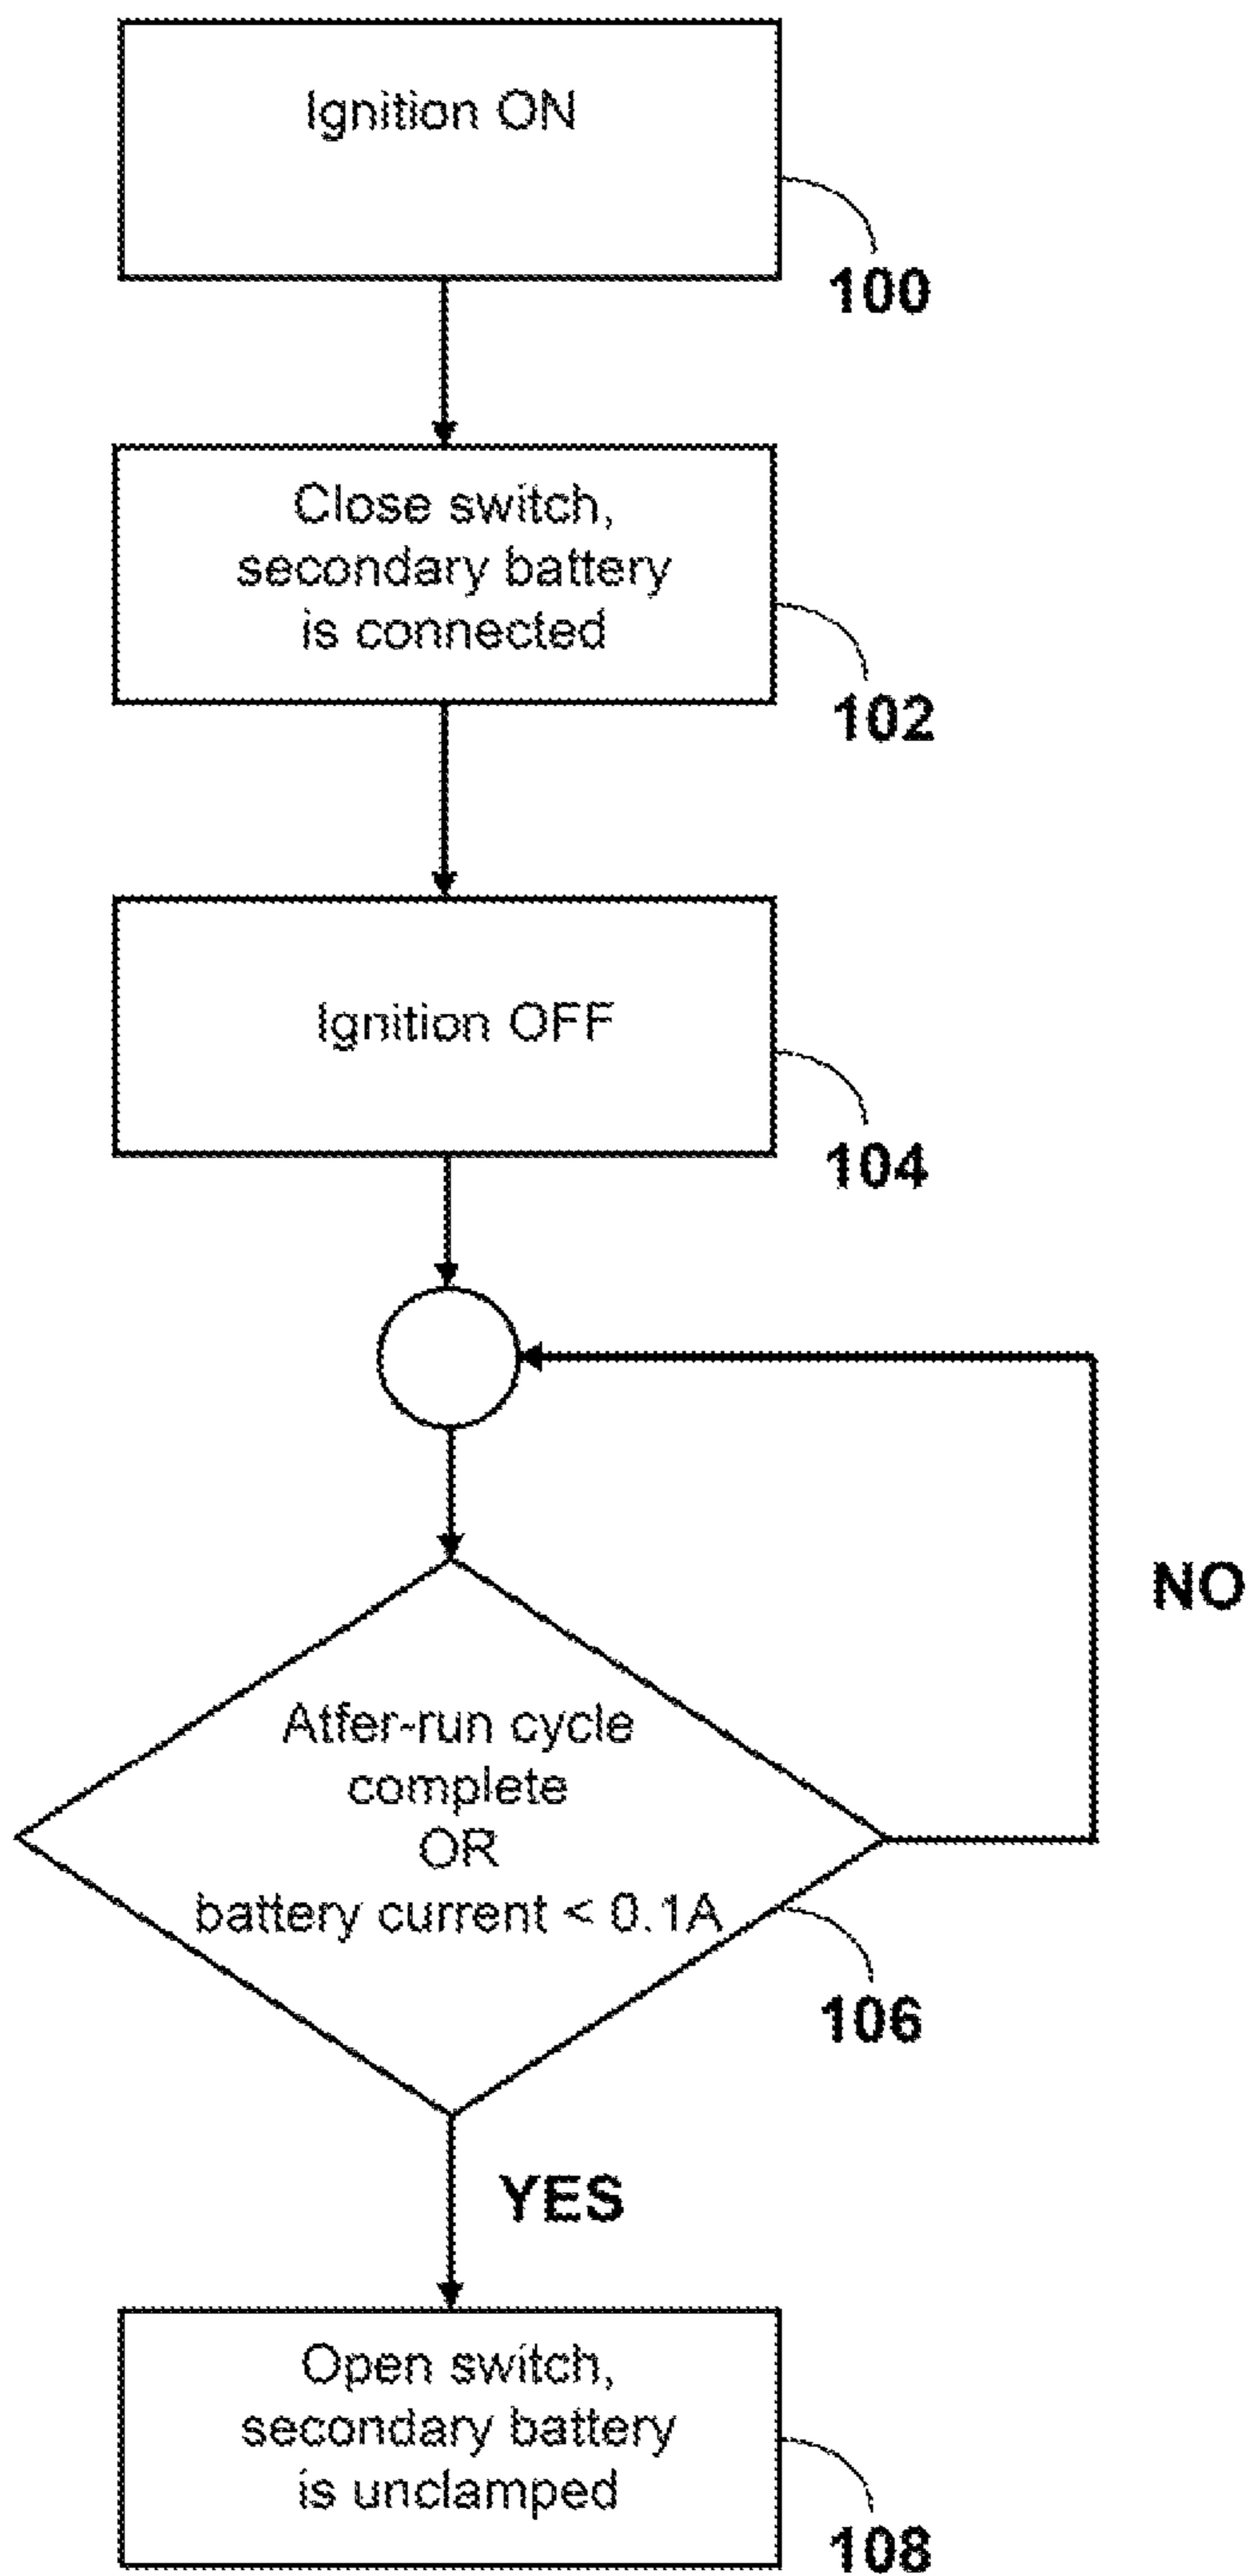 Ignition ON
100
Close switch,
secondary battery
is connected
102
Ignition OFF
104
NO
Atfer-run cycle
complete
OR
battery current < 0.1A
106
YES
Open switch,
secondary battery
is unclamped
108